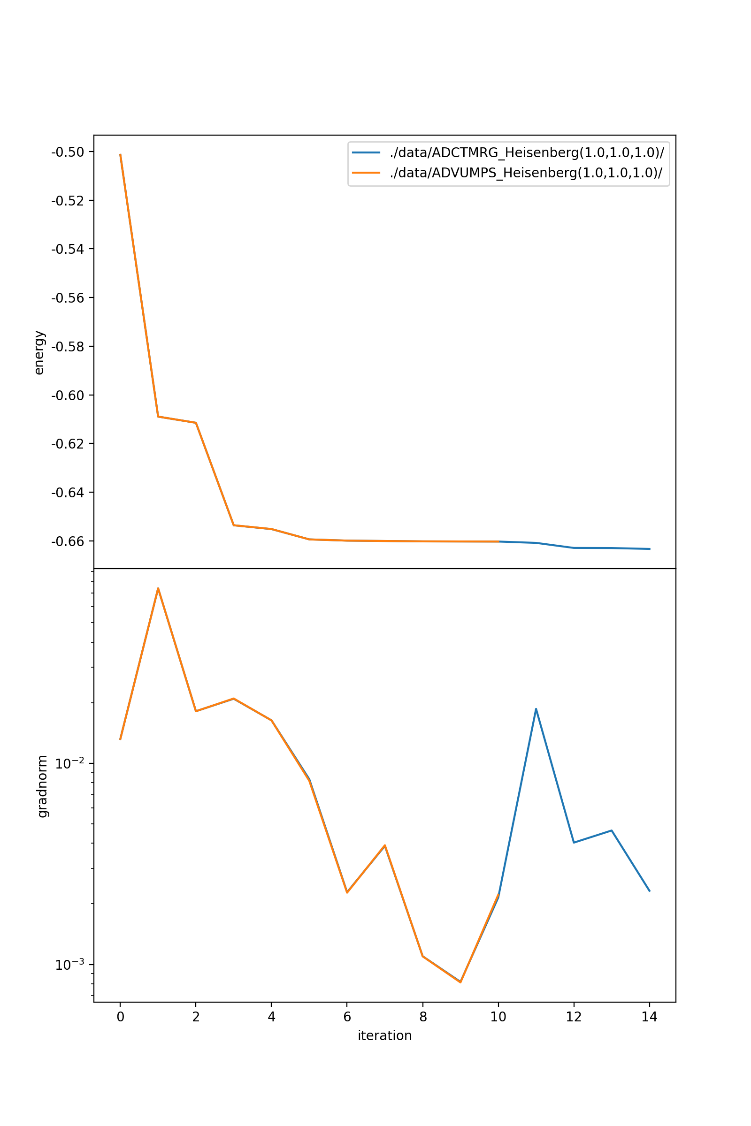 -0.50
-0.52
-0.54
-0.56
-0.58
-0.60
-0.62
-0.64
-0.66
energy
./data/ADCTMRG_Heisenberg(1.0,1.0,1.0)/
./data/ADVUMPS_Heisenberg(1.0,1.0,1.0)/
10⁻²
10⁻³
gradnorm
0 2 4 6 8 10 12 14
iteration